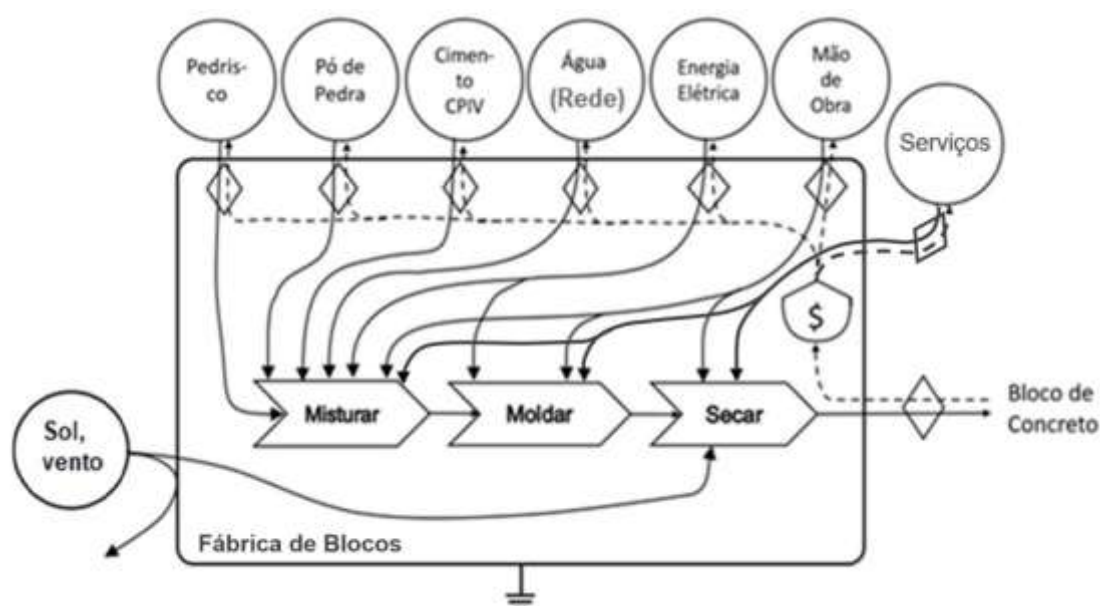 Pedris-
co
Pó de
Pedra
Cimen-
to
CPIV
Água
(Rede)
Energia
Elétrica
Mão
de
Obra
Serviços
$
Misturar
Moldar
Secar
Bloco de
Concreto
Sol,
vento
Fábrica de Blocos